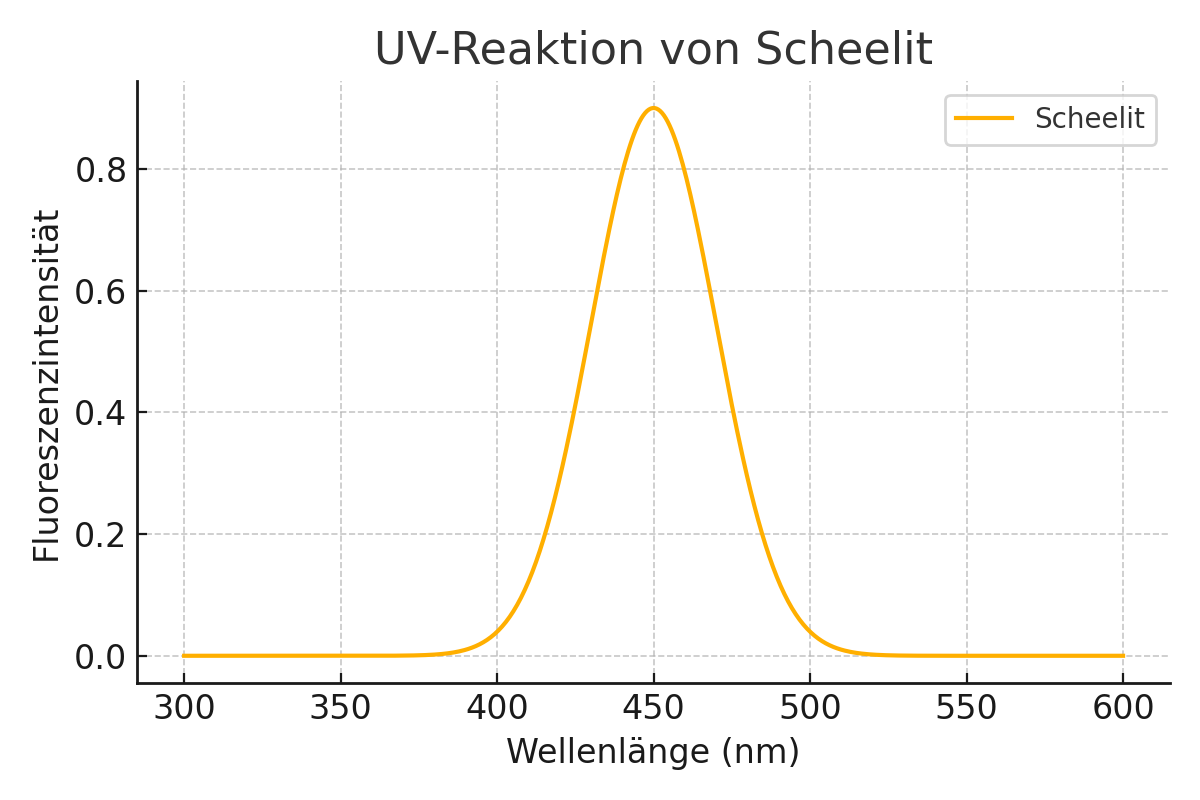 UV-Reaktion von Scheelit
Scheelit
Fluoreszenzintensität
0.8
0.6
0.4
0.2
0.0
300 350 400 450 500 550 600
Wellenlänge (nm)